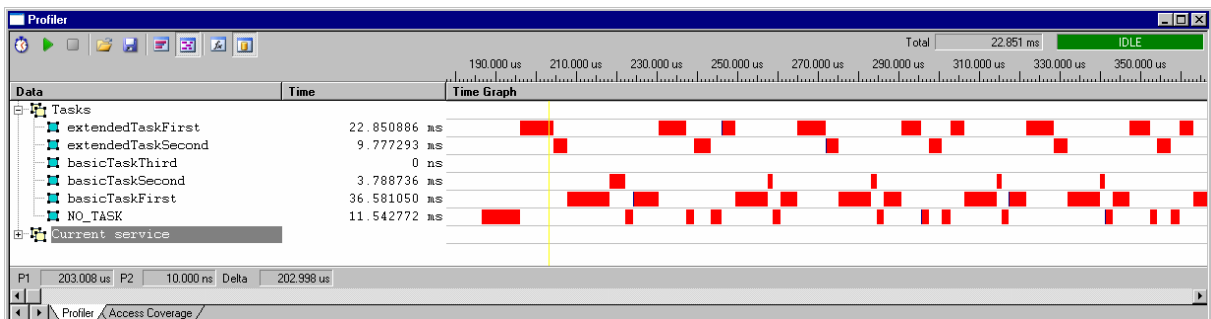 Profiler
Total 22.851 ms IDLE
190.000 us 210.000 us 230.000 us 250.000 us 270.000 us 290.000 us 310.000 us 330.000 us 350.000 us
Data Time Time Graph
Tasks
extendedTaskFirst 22.850886 ms
extendedTaskSecond 9.777293 ms
basicTaskThird 0 ns
basicTaskSecond 3.788736 ms
basicTaskFirst 36.581050 ms
NO_TASK 11.542772 ms
Current service
P1 203.008 us P2 10.000 ns Delta 202.998 us
Profiler Access Coverage